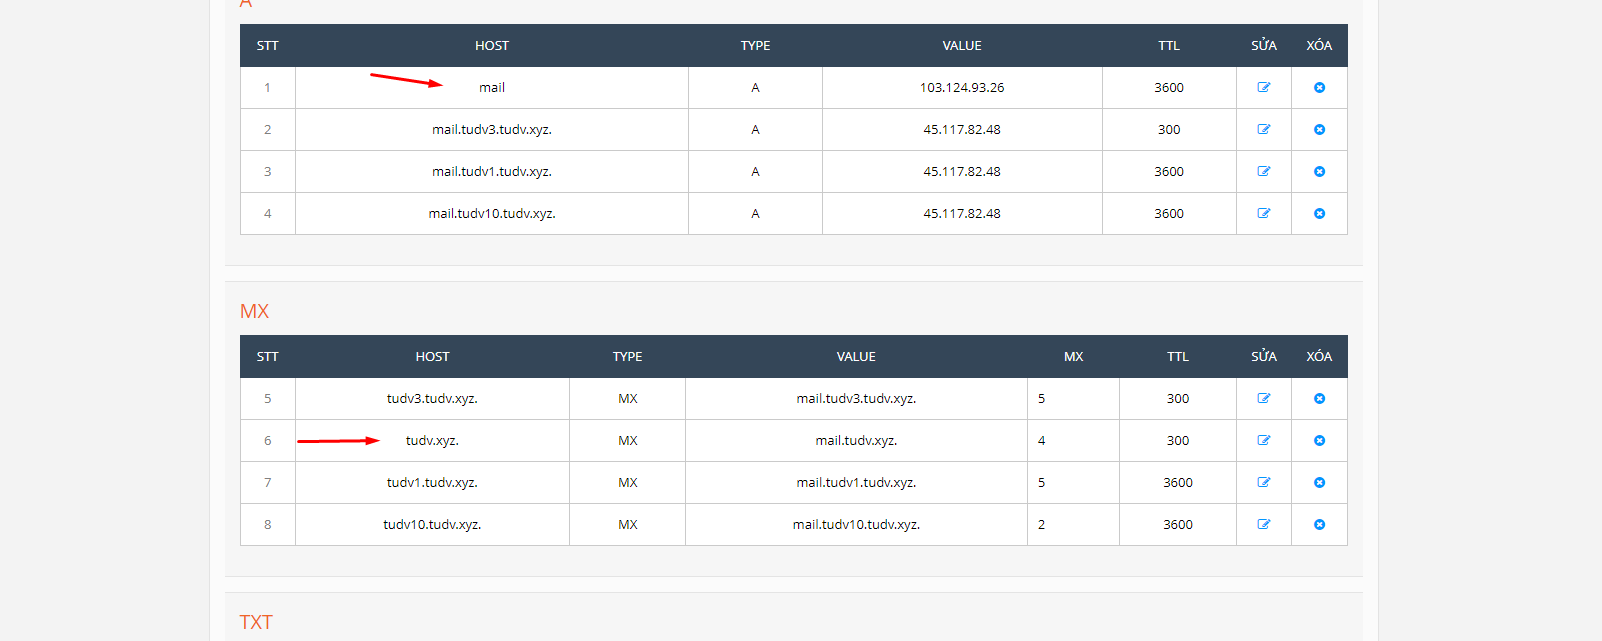 A
STT HOST TYPE VALUE TTL SỬA XÓA
1 mail A 103.124.93.26 3600
2 mail.tudv3.tudv.xyz. A 45.117.82.48 300
3 mail.tudv1.tudv.xyz. A 45.117.82.48 3600
4 mail.tudv10.tudv.xyz. A 45.117.82.48 3600
MX
STT HOST TYPE VALUE MX TTL SỬA XÓA
5 tudv3.tudv.xyz. MX mail.tudv3.tudv.xyz. 5 300
6 tudv.xyz. MX mail.tudv.xyz. 4 300
7 tudv1.tudv.xyz. MX mail.tudv1.tudv.xyz. 5 3600
8 tudv10.tudv.xyz. MX mail.tudv10.tudv.xyz. 2 3600
TXT